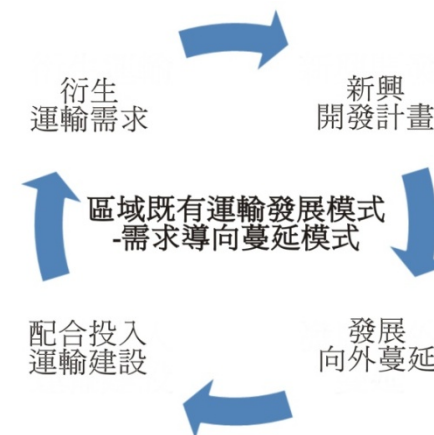 衍生
運輸需求
新興
開發計畫
區域既有運輸發展模式
-需求導向蔓延模式
配合投入
運輸建設
發展
向外蔓延